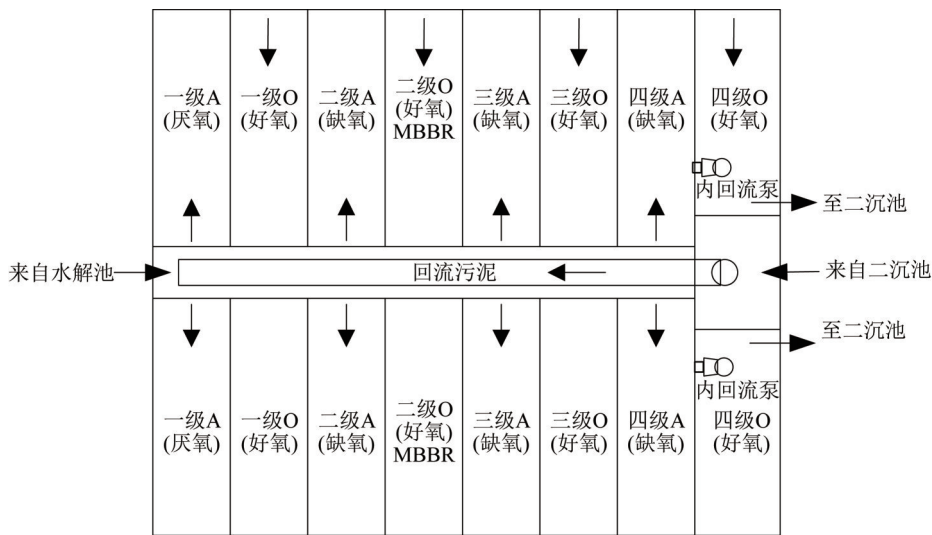 一级A
(厌氧)
一级O
(好氧)
二级A
(缺氧)
二级O
(好氧)
MBBR
三级A
(缺氧)
三级O
(好氧)
四级A
(缺氧)
四级O
(好氧)
内回流泵
至二沉池
来自水解池
回流污泥
来自二沉池
至二沉池
内回流泵
一级A
(厌氧)
一级O
(好氧)
二级A
(缺氧)
二级O
(好氧)
MBBR
三级A
(缺氧)
三级O
(好氧)
四级A
(缺氧)
四级O
(好氧)